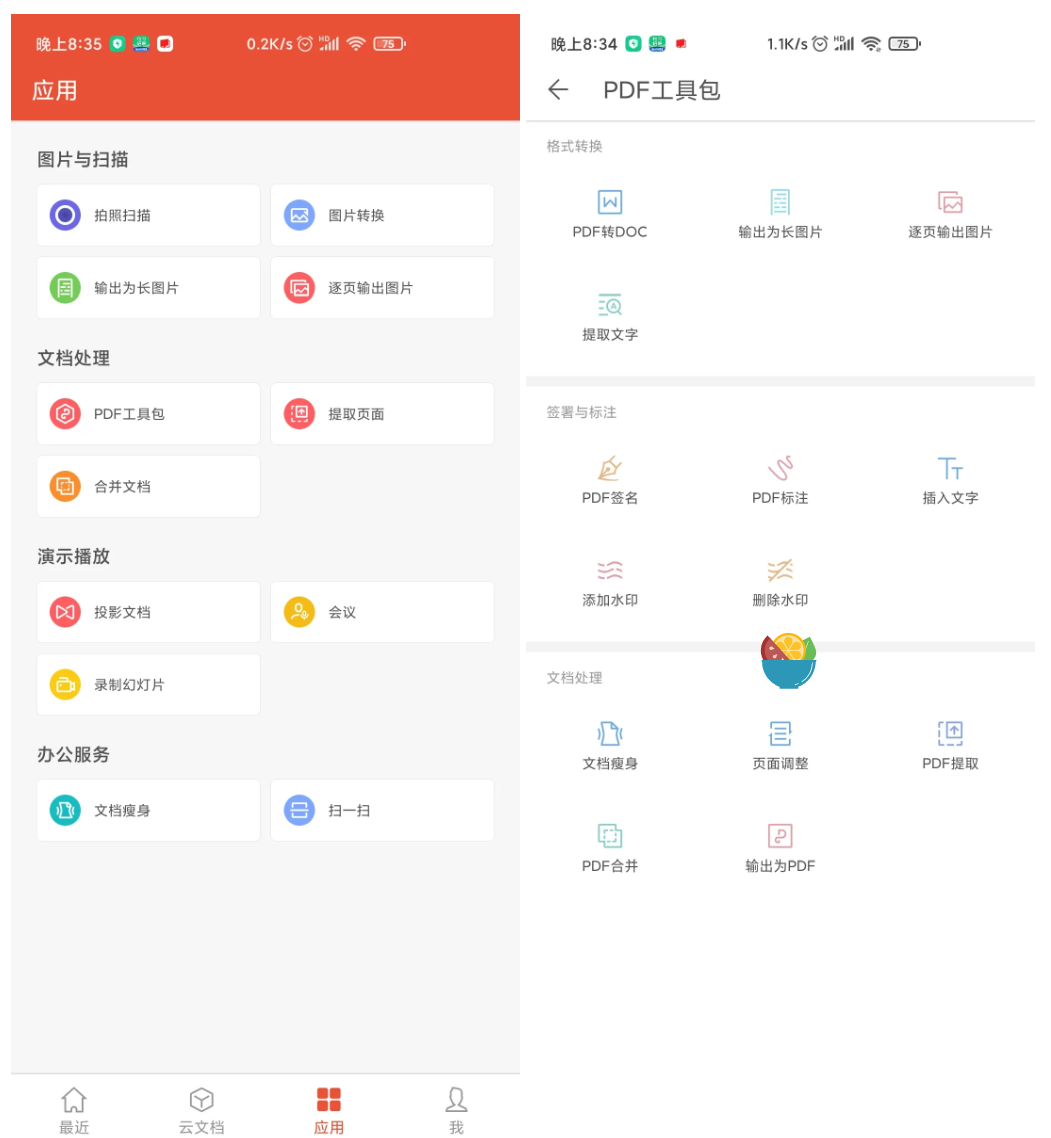 晚上8:35
0.2K/s
HD
75
应用
图片与扫描
拍照扫描
图片转换
输出为长图片
逐页输出图片
文档处理
PDF工具包
提取页面
合并文档
演示播放
投影文档
会议
录制幻灯片
办公服务
文档瘦身
扫一扫
最近
云文档
应用
我
晚上8:34
1.1K/s
HD
75
PDF工具包
格式转换
PDF转DOC
输出为长图片
逐页输出图片
提取文字
签署与标注
PDF签名
PDF标注
插入文字
添加水印
删除水印
文档处理
文档瘦身
页面调整
PDF提取
PDF合并
输出为PDF